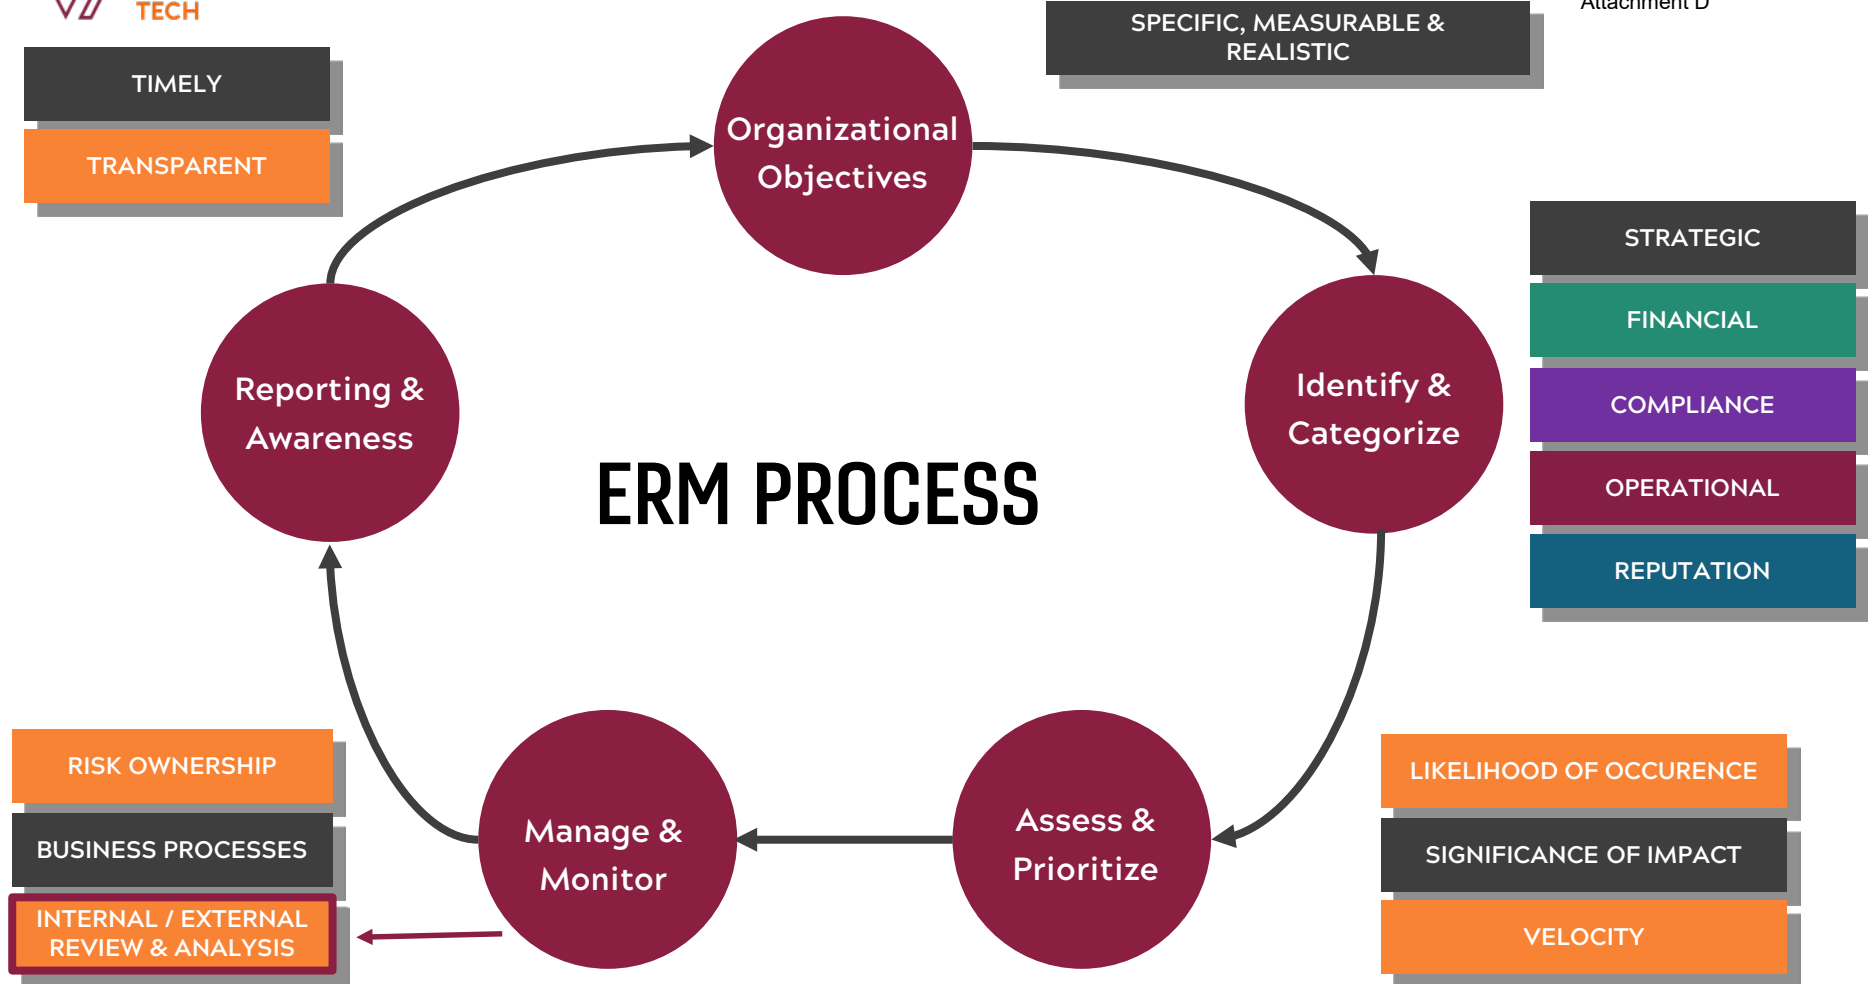 TECH
Attachment D
SPECIFIC, MEASURABLE &
REALISTIC
TIMELY
TRANSPARENT
Organizational
Objectives
STRATEGIC
FINANCIAL
COMPLIANCE
OPERATIONAL
REPUTATION
Reporting &
Awareness
Identify &
Categorize
ERM PROCESS
RISK OWNERSHIP
BUSINESS PROCESSES
INTERNAL / EXTERNAL
REVIEW & ANALYSIS
Manage &
Monitor
Assess &
Prioritize
LIKELIHOOD OF OCCURENCE
SIGNIFICANCE OF IMPACT
VELOCITY